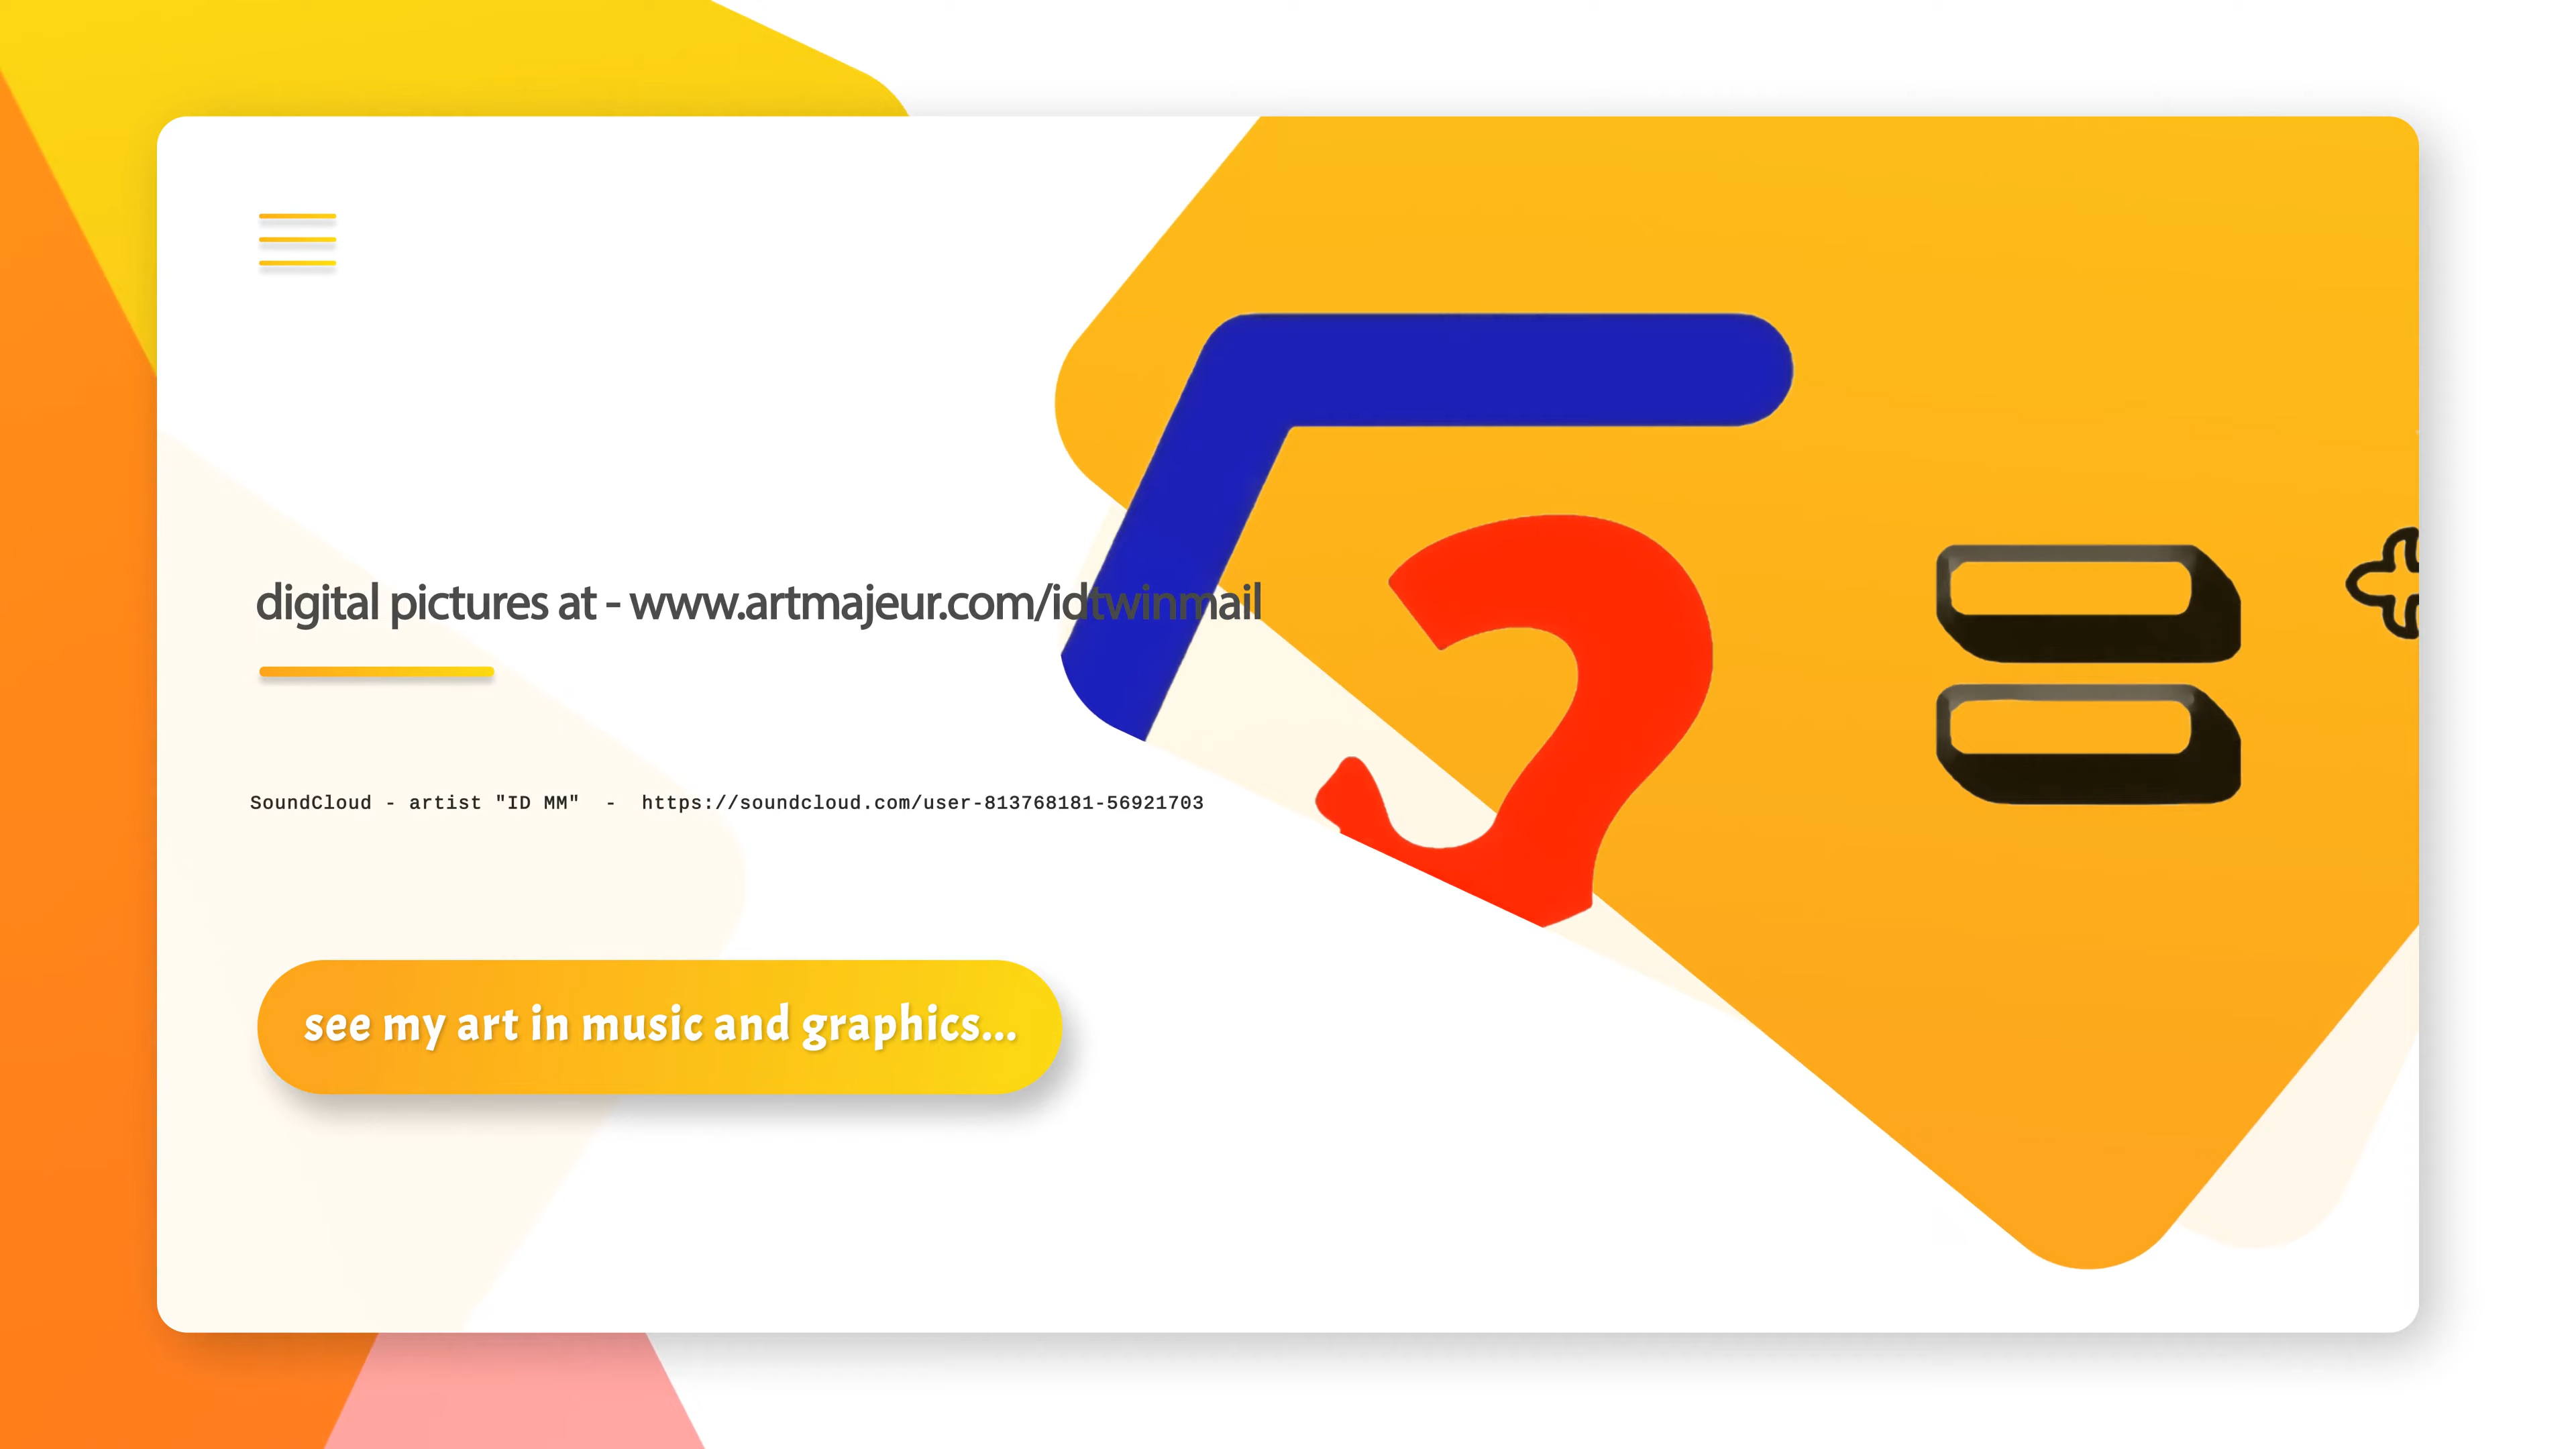 digital pictures at - www.artmajeur.com/idtwinmail
SoundCloud - artist "ID MM"  -  https://soundcloud.com/user-813768181-56921703
see my art in music and graphics...